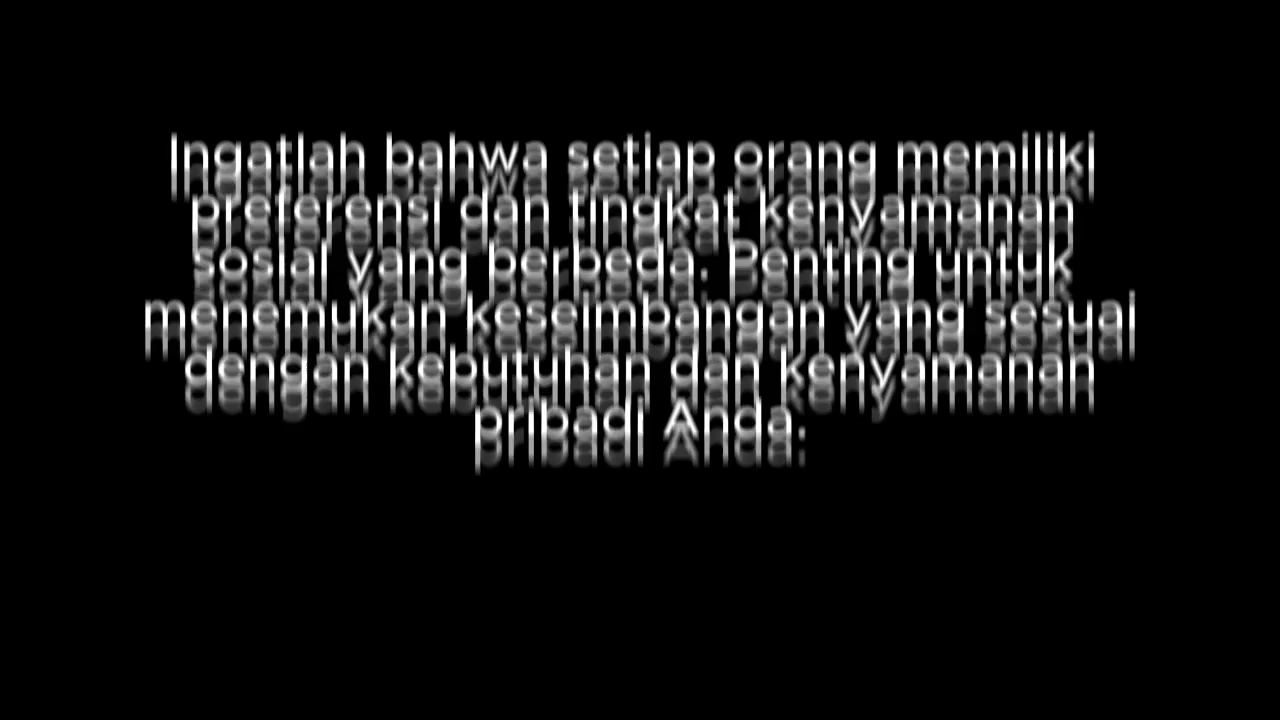 Ingatlah bahwa setiap orang memiliki
preferensi dan tingkat kenyamanan
sosial yang berbeda. Penting untuk
menemukan keseimbangan yang sesuai
dengan kebutuhan dan kenyamanan
pribadi Anda.